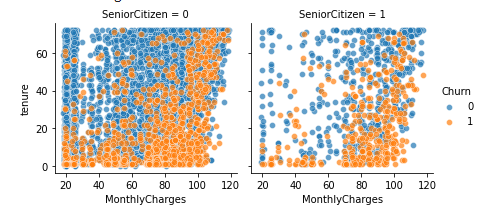 SeniorCitizen = 0
SeniorCitizen = 1
60
40
20
0
tenure
20 40 60 80 100 120
20 40 60 80 100 120
MonthlyCharges
MonthlyCharges
Churn
0
1